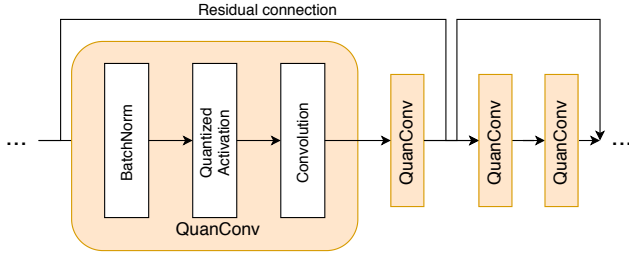 Residual connection
...
BatchNorm
Quantized
Activation
Convolution
QuanConv
QuanConv
QuanConv
QuanConv
...